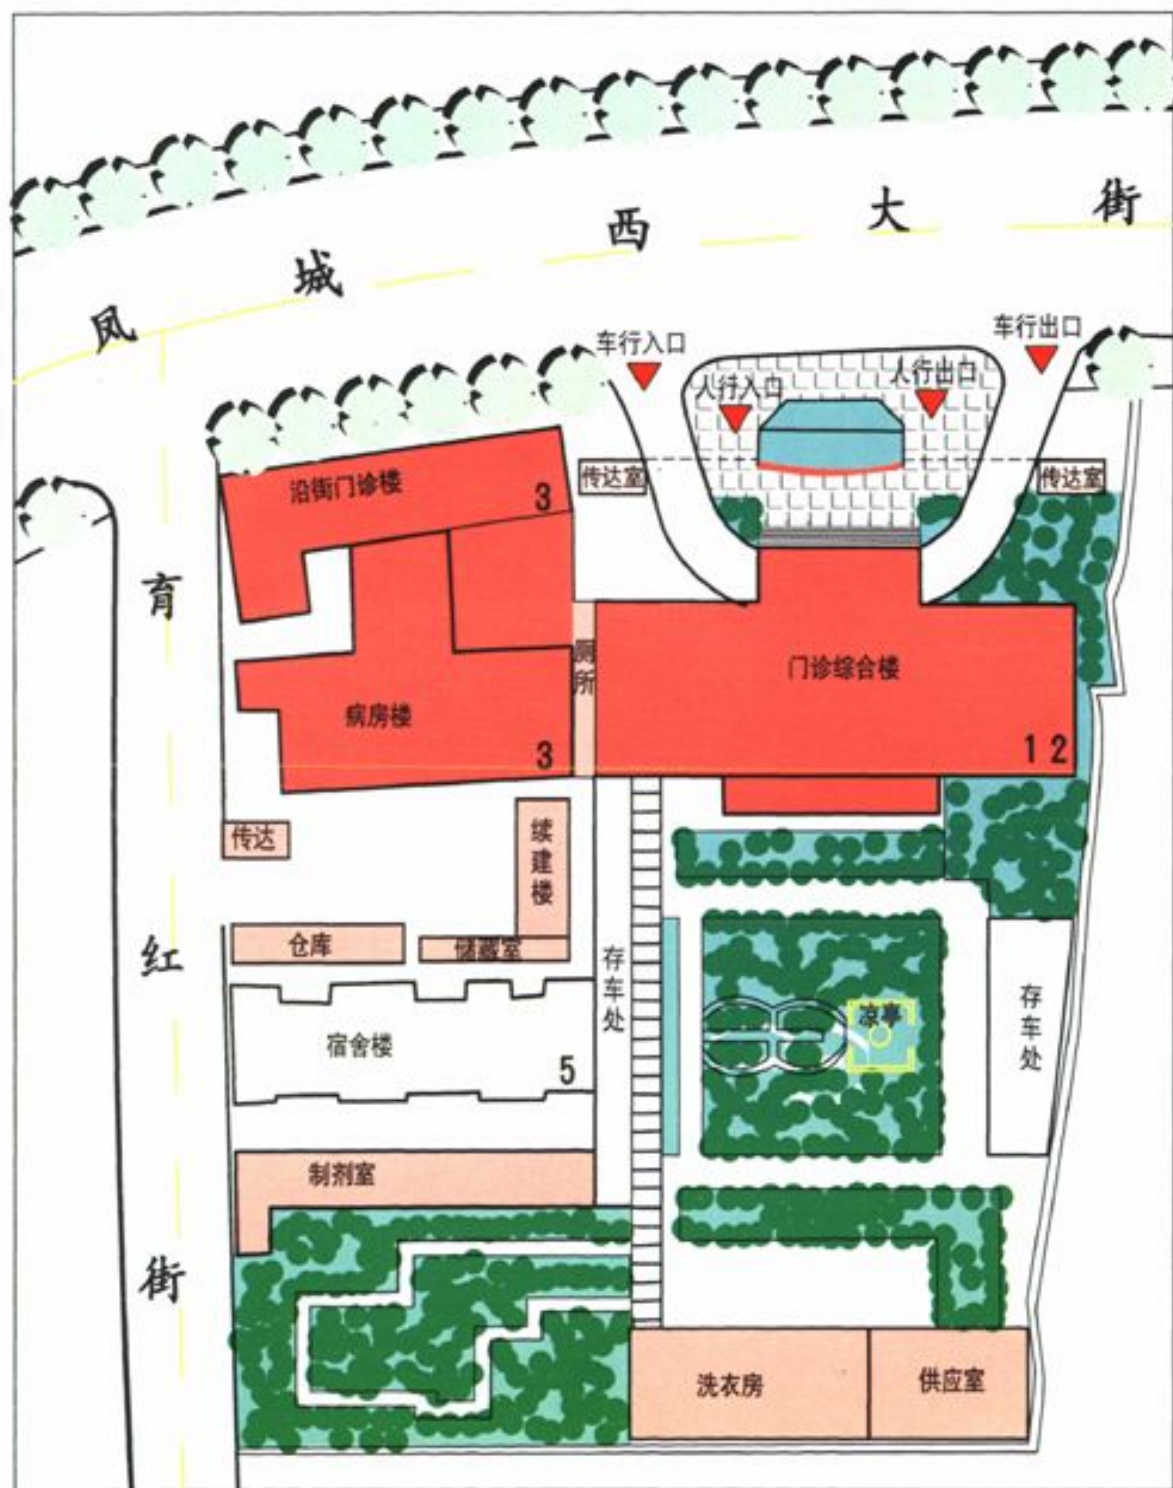 凤城西大街
车行入口
车行出口
人行入口
人行出口
传达室
传达室
沿街门诊楼
3
育红街
厕所
门诊综合楼
12
病房楼
3
传达
续建楼
仓库
储藏室
存车处
凉亭
存车处
宿舍楼
5
制剂室
洗衣房
供应室